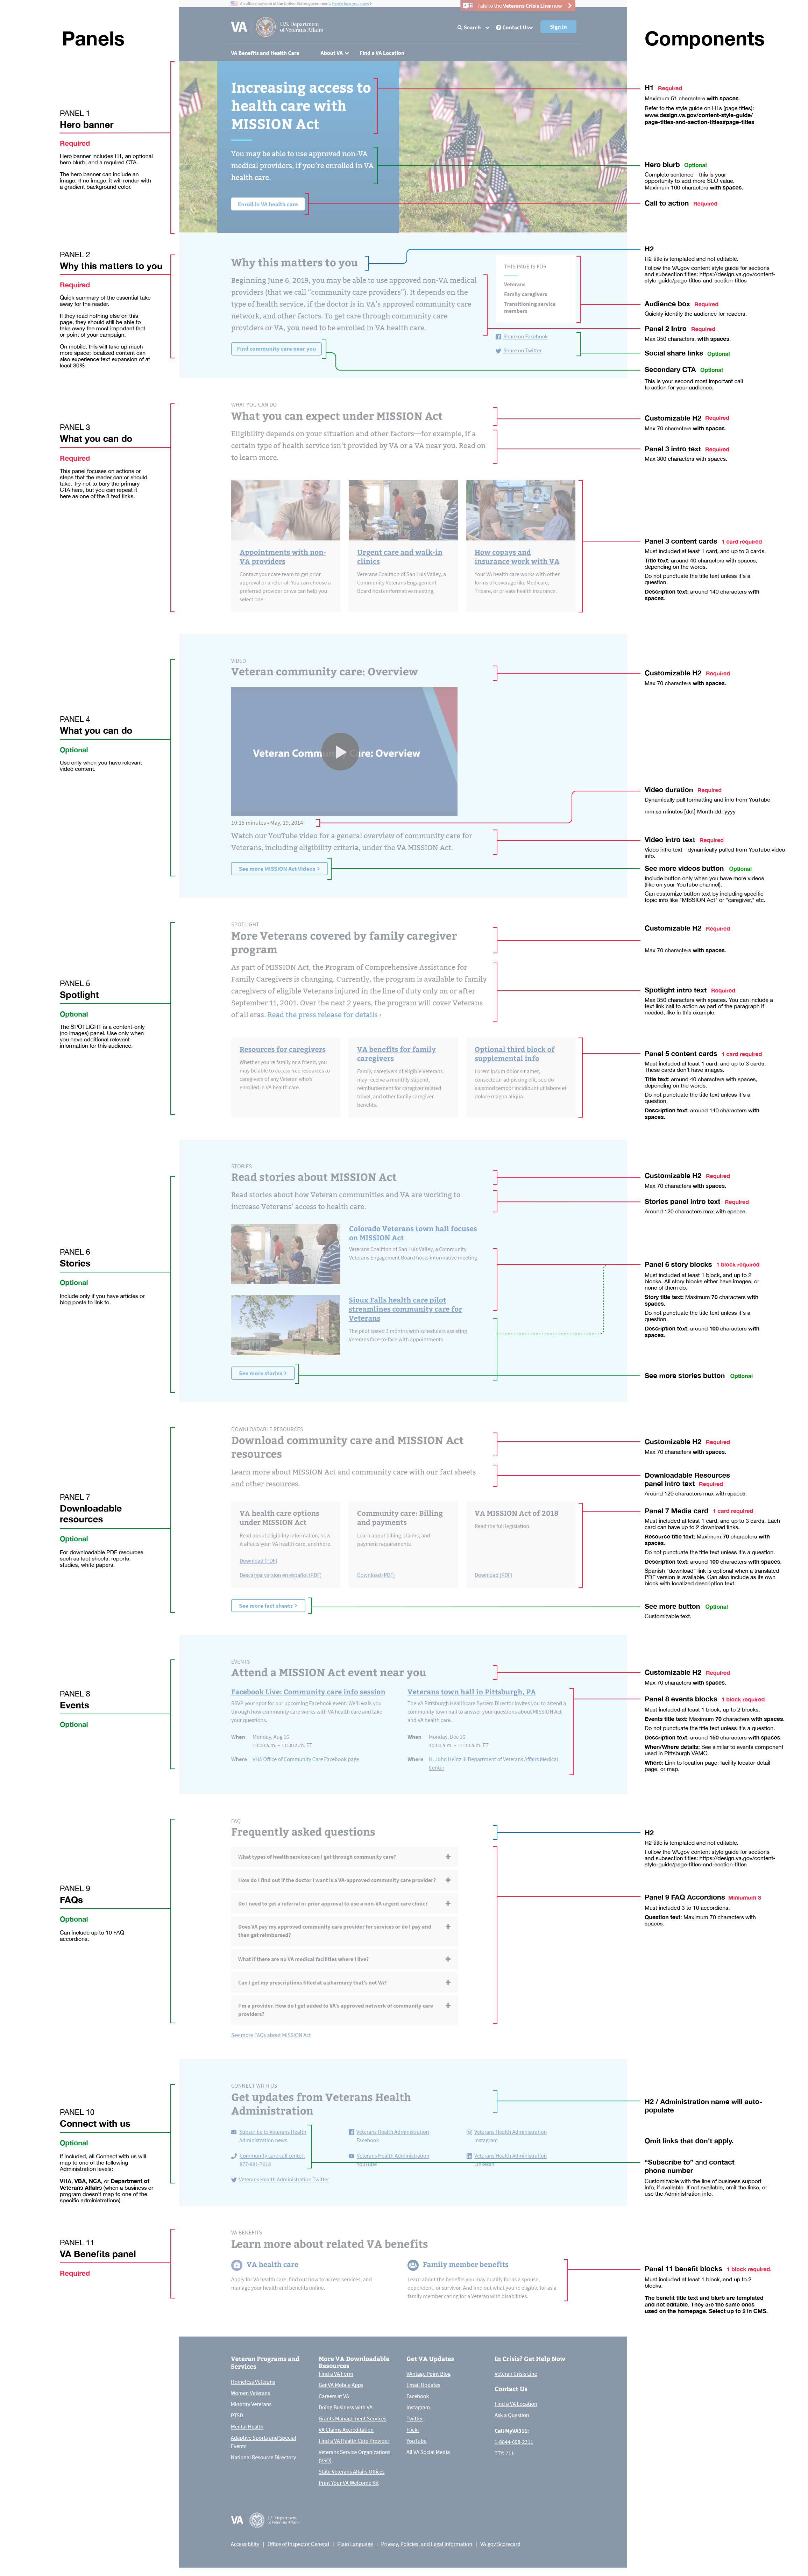 An official website of the United States government. Here's how you know
Talk to the Veterans Crisis Line now
Panels
Components
VA
U.S. Department
of Veterans Affairs
Search
Contact Us
Sign In
VA Benefits and Health Care
About VA
Find a VA Location
PANEL 1
Hero banner
Required
Hero banner includes H1, an optional
hero blurb, and a required CTA.
The hero banner can include an
image. If no image, it will render with
a gradient background color.
Increasing access to
health care with
MISSION Act
You may be able to use approved non-VA
medical providers, if you're enrolled in VA
health care.
Enroll in VA health care
H1 Required
Maximum 51 characters with spaces.
Refer to the style guide on H1s (page titles):
www.design.va.gov/content-style-guide/
page-titles-and-section-titles#page-titles
Hero blurb Optional
Complete sentence—this is your
opportunity to add more SEO value.
Maximum 100 characters with spaces.
Call to action Required
PANEL 2
Why this matters to you
Required
Quick summary of the essential take
away for the reader.
If they read nothing else on this
page, they should still be able to
take away the most important fact
or point of your campaign.
On mobile, this will take up much
more space; localized content can
also experience text expansion of at
least 30%
Why this matters to you
Beginning June 6, 2019, you may be able to use approved non-VA medical
providers (that we call "community care providers"). It depends on the
type of health service, if the doctor is in VA's approved community care
network, and other factors. To get care through community care
providers or VA, you need to be enrolled in VA health care.
Find community care near you
THIS PAGE IS FOR
Veterans
Family caregivers
Transitioning service
members
Share on Facebook
Share on Twitter
H2
H2 title is templated and not editable.
Follow the VA.gov content style guide for sections
and subsection titles: https://design.va.gov/content-
style-guide/page-titles-and-section-titles
Audience box Required
Quickly identify the audience for readers.
Panel 2 Intro Required
Max 350 characters, with spaces.
Social share links Optional
Secondary CTA Optional
This is your second most important call
to action for your audience.
PANEL 3
What you can do
Required
This panel focuses on actions or
steps that the reader can or should
take. Try not to bury the primary
CTA here, but you can repeat it
here as one of the 3 text links.
WHAT YOU CAN DO
What you can expect under MISSION Act
Eligibility depends on your situation and other factors—for example, if a
certain type of health service isn't provided by VA or a VA near you. Read on
to learn more.
Appointments with non-
VA providers
Contact your care team to get prior
approval or a referral. You can choose a
preferred provider or we can help you
select one.
Urgent care and walk-in
clinics
Veterans Coalition of San Luis Valley, a
Community Veterans Engagement
Board hosts informative meeting.
How copays and
insurance work with VA
Your VA health care works with other
forms of coverage like Medicare,
Tricare, or private health insurance.
Customizable H2 Required
Max 70 characters with spaces.
Panel 3 intro text Required
Max 300 characters with spaces.
Panel 3 content cards 1 card required
Must included at least 1 card, and up to 3 cards.
Title text: around 40 characters with spaces,
depending on the words.
Do not punctuate the title text unless it's a
question.
Description text: around 140 characters with
spaces.
PANEL 4
What you can do
Optional
Use only when you have relevant
video content.
VIDEO
Veteran community care: Overview
Veteran Community Care: Overview
10:15 minutes • May, 19, 2014
Watch our YouTube video for a general overview of community care for
Veterans, including eligibility criteria, under the VA MISSION Act.
See more MISSION Act Videos >
Customizable H2 Required
Max 70 characters with spaces.
Video duration Required
Dynamically pull formatting and info from YouTube
mm:ss minutes [dot] Month dd, yyyy
Video intro text Required
Video intro text - dynamically pulled from YouTube video
info.
See more videos button Optional
Include button only when you have more videos
(like on your YouTube channel).
Can customize button text by including specific
topic info like "MISSION Act" or "caregiver," etc.
PANEL 5
Spotlight
Optional
The SPOTLIGHT is a content-only
(no images) panel. Use only when
you have additional relevant
information for this audience.
SPOTLIGHT
More Veterans covered by family caregiver
program
As part of MISSION Act, the Program of Comprehensive Assistance for
Family Caregivers is changing. Currently, the program is available to family
caregivers of eligible Veterans injured in the line of duty only on or after
September 11, 2001. Over the next 2 years, the program will cover Veterans
of all eras. Read the press release for details ›
Resources for caregivers
Whether you're family or a friend, you
may be able to access free resources to
caregivers of any Veteran who's
enrolled in VA health care.
VA benefits for family
caregivers
Family caregivers of eligible Veterans
may receive a monthly stipend,
reimbursement for caregiver related
travel, and other family caregiver
benefits.
Optional third block of
supplemental info
Lorem ipsum dolor sit amet,
consectetur adipiscing elit, and do
eiusmod tempor incididunt ut labore et
dolore magna aliqua.
Customizable H2 Required
Max 70 characters with spaces.
Spotlight intro text Required
Max 350 characters with spaces. You can include a
text link call to action as part of the paragraph if
needed, like in this example.
Panel 5 content cards 1 card required
Must included at least 1 card, and up to 3 cards.
These cards don't have images.
Title text: around 40 characters with spaces,
depending on the words.
Do not punctuate the title text unless it's a
question.
Description text: around 140 characters with
spaces.
PANEL 6
Stories
Optional
Include only if you have articles or
blog posts to link to.
STORIES
Read stories about MISSION Act
Read stories about how Veteran communities and VA are working to
increase Veterans' access to health care.
Colorado Veterans town hall focuses
on MISSION Act
Veterans Coalition of San Luis Valley, a Community
Veterans Engagement Board hosts informative meeting.
Sioux Falls health care pilot
streamlines community care for
Veterans
The pilot lasted 3 months with schedulers assisting
Veterans face-to-face with appointments.
See more stories >
Customizable H2 Required
Max 70 characters with spaces.
Stories panel intro text Required
Around 120 characters max with spaces.
Panel 6 story blocks 1 block required
Must included at least 1 block, and up to 2
blocks. All story blocks either have images, or
none of them do.
Story title text: Maximum 70 characters with
spaces.
Do not punctuate the title text unless it's a
question.
Description text: around 100 characters with
spaces.
See more stories button Optional
PANEL 7
Downloadable
resources
Optional
For downloadable PDF resources
such as fact sheets, reports,
studies, white papers.
DOWNLOADABLE RESOURCES
Download community care and MISSION Act
resources
Learn more about MISSION Act and community care with our fact sheets
and other resources.
VA health care options
under MISSION Act
Read about eligibility information, how
it affects your VA health care, and more.
Download (PDF)
Descargar version en español (PDF)
Community care: Billing
and payments
Learn about billing, claims, and
payment requirements.
Download (PDF)
VA MISSION Act of 2018
Read the full legislation.
Download (PDF)
See more fact sheets >
Customizable H2 Required
Max 70 characters with spaces.
Downloadable Resources
panel intro text Required
Around 120 characters max with spaces.
Panel 7 Media card 1 card required
Must included at least 1 card, and up to 3 cards. Each
card can have up to 2 download links.
Resource title text: Maximum 70 characters with
spaces.
Do not punctuate the title text unless it's a question.
Description text: around 100 characters with spaces.
Spanish "download" link is optional when a translated
PDF version is available. Can also include as its own
block with localized description text.
See more button Optional
Customizable text.
PANEL 8
Events
Optional
EVENTS
Attend a MISSION Act event near you
Facebook Live: Community care info session
RSVP your spot for our upcoming Facebook event. We'll walk you
through how community care works with VA health care and take
your questions.
When Monday, Aug 16
10:00 a.m. – 11:30 a.m. ET
Where VHA Office of Community Care Facebook page
Veterans town hall in Pittsburgh, PA
The VA Pittsburgh Healthcare System Director invites you to attend a
community town hall to answer your questions about MISSION Act
and VA health care.
When Monday, Dec 16
10:00 a.m. – 11:30 a.m. ET
Where H. John Heinz III Department of Veterans Affairs Medical
Center
Customizable H2 Required
Max 70 characters with spaces.
Panel 8 events blocks 1 block required
Must included at least 1 block, up to 2 blocks.
Events title text: Maximum 70 characters with spaces.
Do not punctuate the title text unless it's a question.
Description text: around 150 characters with spaces.
When/Where details: See similar to events component
used in Pittsburgh VAMC.
Where: Link to location page, facility locator detail
page, or map.
PANEL 9
FAQs
Optional
Can include up to 10 FAQ
accordions.
FAQ
Frequently asked questions
What types of health services can I get through community care?
How do I find out if the doctor I want is a VA-approved community care provider?
Do I need to get a referral or prior approval to use a non-VA urgent care clinic?
Does VA pay my approved community care provider for services or do I pay and
then get reimbursed?
What if there are no VA medical facilities where I live?
Can I get my prescriptions filled at a pharmacy that's not VA?
I'm a provider. How do I get added to VA's approved network of community care
providers?
See more FAQs about MISSION Act
H2
H2 title is templated and not editable.
Follow the VA.gov content style guide for sections
and subsection titles: https://design.va.gov/content-
style-guide/page-titles-and-section-titles
Panel 9 FAQ Accordions Miniumum 3
Must included 3 to 10 accordions.
Question text: Maximum 70 characters with
spaces.
PANEL 10
Connect with us
Optional
If included, all Connect with us will
map to one of the following
Administration levels:
VHA, VBA, NCA, or Department of
Veterans Affairs (when a business or
program doesn't map to one of the
specific administrations).
CONNECT WITH US
Get updates from Veterans Health
Administration
Subscribe to Veterans Health
Administration news
Community care call center:
877-881-7618
Veterans Health Administration Twitter
Veterans Health Administration
Facebook
Veterans Health Administration
YouTube
Veterans Health Administration
Instagram
Veterans Health Administration
LinkedIn
H2 / Administration name will auto-
populate
Omit links that don't apply.
"Subscribe to" and contact
phone number
Customizable with the line of business support
info, if available. If not available, omit the links, or
use the Administration info.
PANEL 11
VA Benefits panel
Required
VA BENEFITS
Learn more about related VA benefits
VA health care
Apply for VA health care, find out how to access services, and
manage your health and benefits online.
Family member benefits
Learn about the benefits you may qualify for as a spouse,
dependent, or survivor. And find out what you're eligible for as a
family member caring for a Veteran with disabilities.
Panel 11 benefit blocks 1 block required.
Must included at least 1 block, and up to 2
blocks.
The benefit title text and blurb are templated
and not editable. They are the same ones
used on the homepage. Select up to 2 in CMS.
Veteran Programs and
Services
Homeless Veterans
Women Veterans
Minority Veterans
PTSD
Mental Health
Adaptive Sports and Special
Events
National Resource Directory
More VA Downloadable
Resources
Find a VA Form
Get VA Mobile Apps
Careers at VA
Doing Business with VA
Grants Management Services
VA Claims Accreditation
Find a VA Health Care Provider
Veterans Service Organizations
(VSO)
State Veterans Affairs Offices
Print Your VA Welcome Kit
Get VA Updates
VAntage Point Blog
Email Updates
Facebook
Instagram
Twitter
Flickr
YouTube
All VA Social Media
In Crisis? Get Help Now
Veteran Crisis Line
Contact Us
Find a VA Location
Ask a Question
Call MyVA311:
1-8844-698-2311
TTY: 711
VA
U.S. Department
of Veterans Affairs
Accessibility | Office of Inspector General | Plain Language | Privacy, Policies, and Legal Information | VA.gov Scorecard